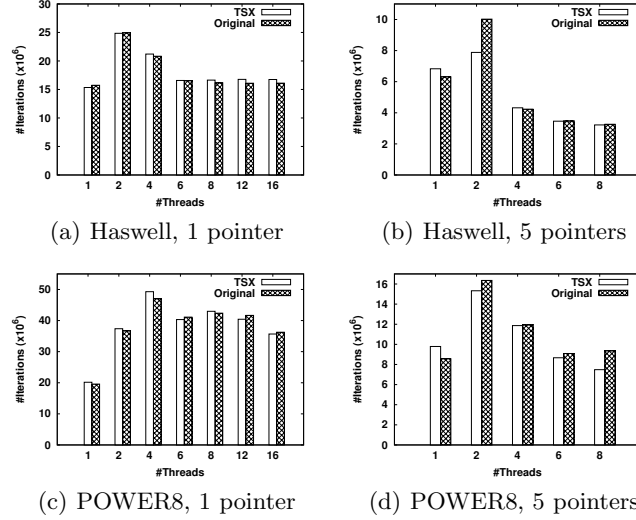 TSX
Original
#Iterations (x10⁶)
30
25
20
15
10
5
0
1 2 4 6 8 12 16
#Threads
(a) Haswell, 1 pointer
TSX
Original
#Iterations (x10⁶)
12
10
8
6
4
2
0
1 2 4 6 8
#Threads
(b) Haswell, 5 pointers
TSX
Original
#Iterations (x10⁶)
50
40
30
20
10
0
1 2 4 6 8 12 16
#Threads
(c) POWER8, 1 pointer
TSX
Original
#Iterations (x10⁶)
16
14
12
10
8
6
4
2
0
1 2 4 6 8
#Threads
(d) POWER8, 5 pointers